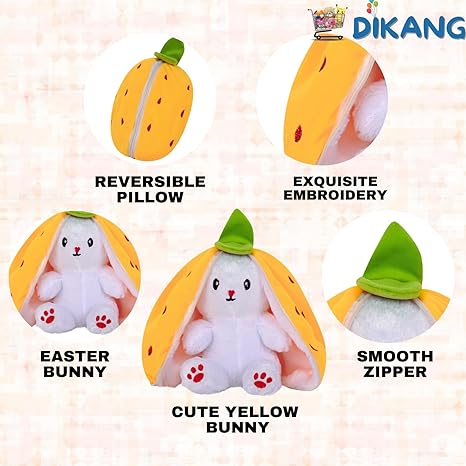 DIKANG
REVERSIBLE
PILLOW
EXQUISITE
EMBROIDERY
EASTER
BUNNY
SMOOTH
ZIPPER
CUTE YELLOW
BUNNY